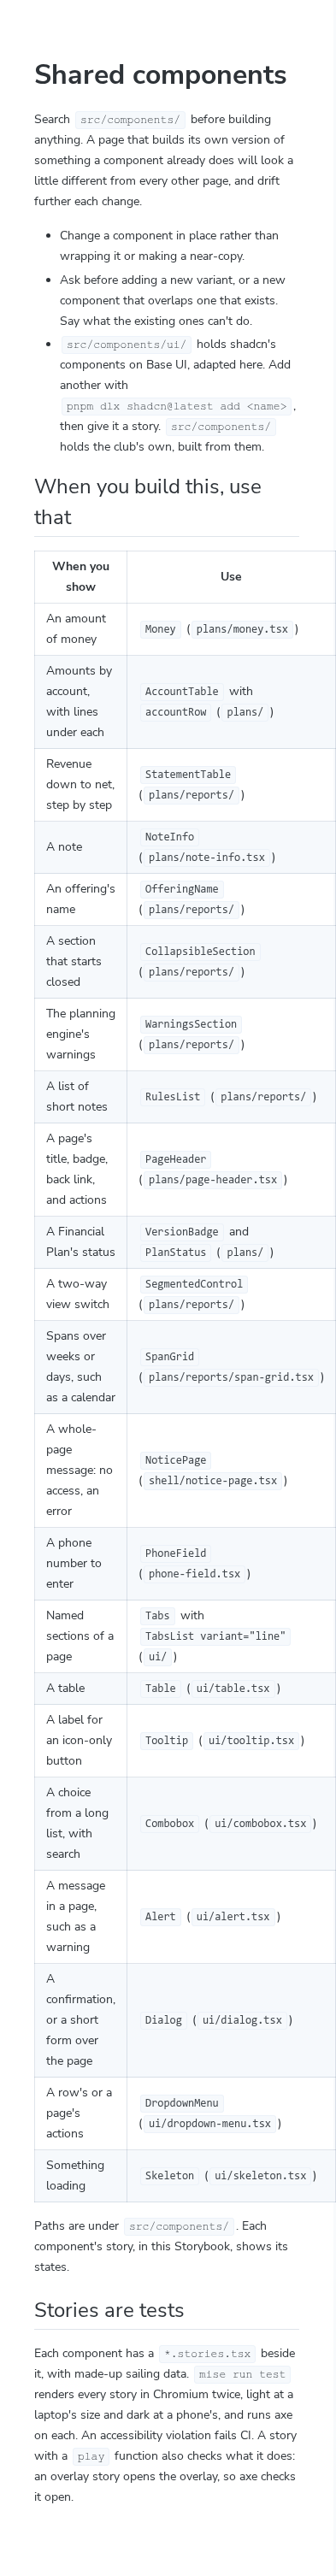 Shared components
Search src/components/ before building
anything. A page that builds its own version of
something a component already does will look a
little different from every other page, and drift
further each change.
• Change a component in place rather than
wrapping it or making a near-copy.
• Ask before adding a new variant, or a new
component that overlaps one that exists.
Say what the existing ones can't do.
• src/components/ui/ holds shadcn's
components on Base UI, adapted here. Add
another with
pnpm dlx shadcn@latest add <name> ,
then give it a story. src/components/
holds the club's own, built from them.
When you build this, use
that
When you
show
Use
An amount
of money
Money ( plans/money.tsx )
Amounts by
account,
with lines
under each
AccountTable with
accountRow ( plans/ )
Revenue
down to net,
step by step
StatementTable
( plans/reports/ )
A note
NoteInfo
( plans/note-info.tsx )
An offering's
name
OfferingName
( plans/reports/ )
A section
that starts
closed
CollapsibleSection
( plans/reports/ )
The planning
engine's
warnings
WarningsSection
( plans/reports/ )
A list of
short notes
RulesList ( plans/reports/ )
A page's
title, badge,
back link,
and actions
PageHeader
( plans/page-header.tsx )
A Financial
Plan's status
VersionBadge and
PlanStatus ( plans/ )
A two-way
view switch
SegmentedControl
( plans/reports/ )
Spans over
weeks or
days, such
as a calendar
SpanGrid
( plans/reports/span-grid.tsx )
A whole-
page
message: no
access, an
error
NoticePage
( shell/notice-page.tsx )
A phone
number to
enter
PhoneField
( phone-field.tsx )
Named
sections of a
page
Tabs with
TabsList variant="line"
( ui/ )
A table
Table ( ui/table.tsx )
A label for
an icon-only
button
Tooltip ( ui/tooltip.tsx )
A choice
from a long
list, with
search
Combobox ( ui/combobox.tsx )
A message
in a page,
such as a
warning
Alert ( ui/alert.tsx )
A
confirmation,
or a short
form over
the page
Dialog ( ui/dialog.tsx )
A row's or a
page's
actions
DropdownMenu
( ui/dropdown-menu.tsx )
Something
loading
Skeleton ( ui/skeleton.tsx )
Paths are under src/components/ . Each
component's story, in this Storybook, shows its
states.
Stories are tests
Each component has a *.stories.tsx beside
it, with made-up sailing data. mise run test
renders every story in Chromium twice, light at a
laptop's size and dark at a phone's, and runs axe
on each. An accessibility violation fails CI. A story
with a play function also checks what it does:
an overlay story opens the overlay, so axe checks
it open.